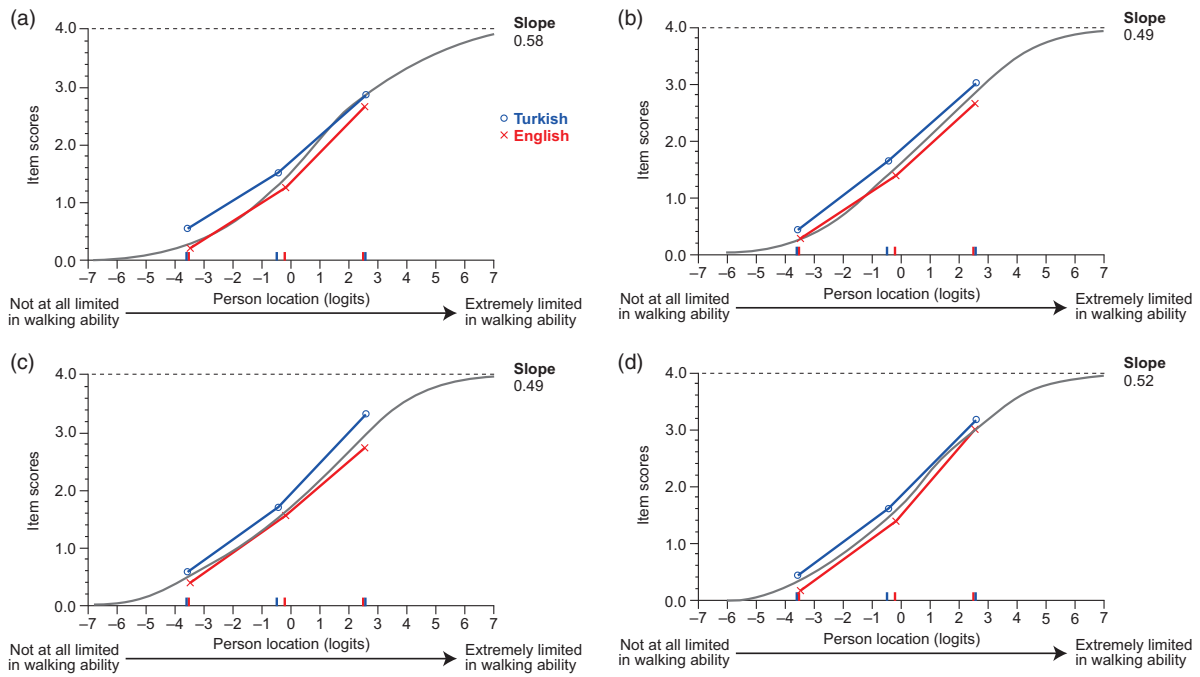 (a)
Slope
0.58
4.0
3.0
2.0
1.0
0.0
Item scores
Turkish
English
–7 –6 –5 –4 –3 –2 –1 0 1 2 3 4 5 6 7
Person location (logits)
Not at all limited
in walking ability
Extremely limited
in walking ability
(b)
Slope
0.49
4.0
3.0
2.0
1.0
0.0
Item scores
–7 –6 –5 –4 –3 –2 –1 0 1 2 3 4 5 6 7
Person location (logits)
Not at all limited
in walking ability
Extremely limited
in walking ability
(c)
Slope
0.49
4.0
3.0
2.0
1.0
0.0
Item scores
–7 –6 –5 –4 –3 –2 –1 0 1 2 3 4 5 6 7
Person location (logits)
Not at all limited
in walking ability
Extremely limited
in walking ability
(d)
Slope
0.52
4.0
3.0
2.0
1.0
0.0
Item scores
–7 –6 –5 –4 –3 –2 –1 0 1 2 3 4 5 6 7
Person location (logits)
Not at all limited
in walking ability
Extremely limited
in walking ability